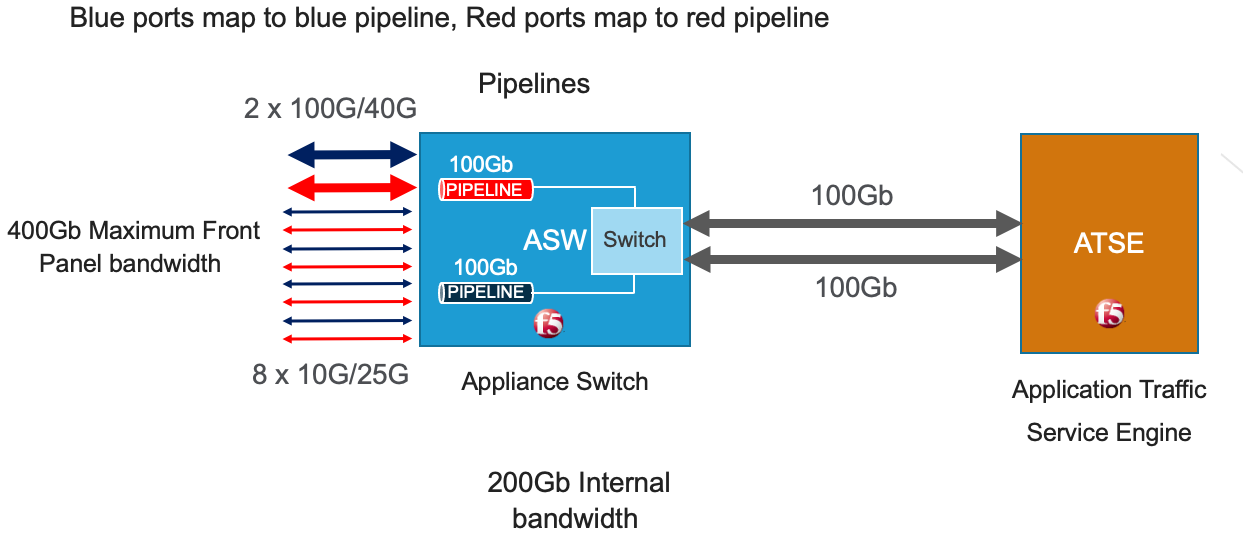 Blue ports map to blue pipeline, Red ports map to red pipeline
Pipelines
2 x 100G/40G
100Gb
PIPELINE
400Gb Maximum Front
Panel bandwidth
ASW
Switch
100Gb
PIPELINE
f5
8 x 10G/25G
Appliance Switch
100Gb
100Gb
ATSE
f5
Application Traffic
Service Engine
200Gb Internal
bandwidth